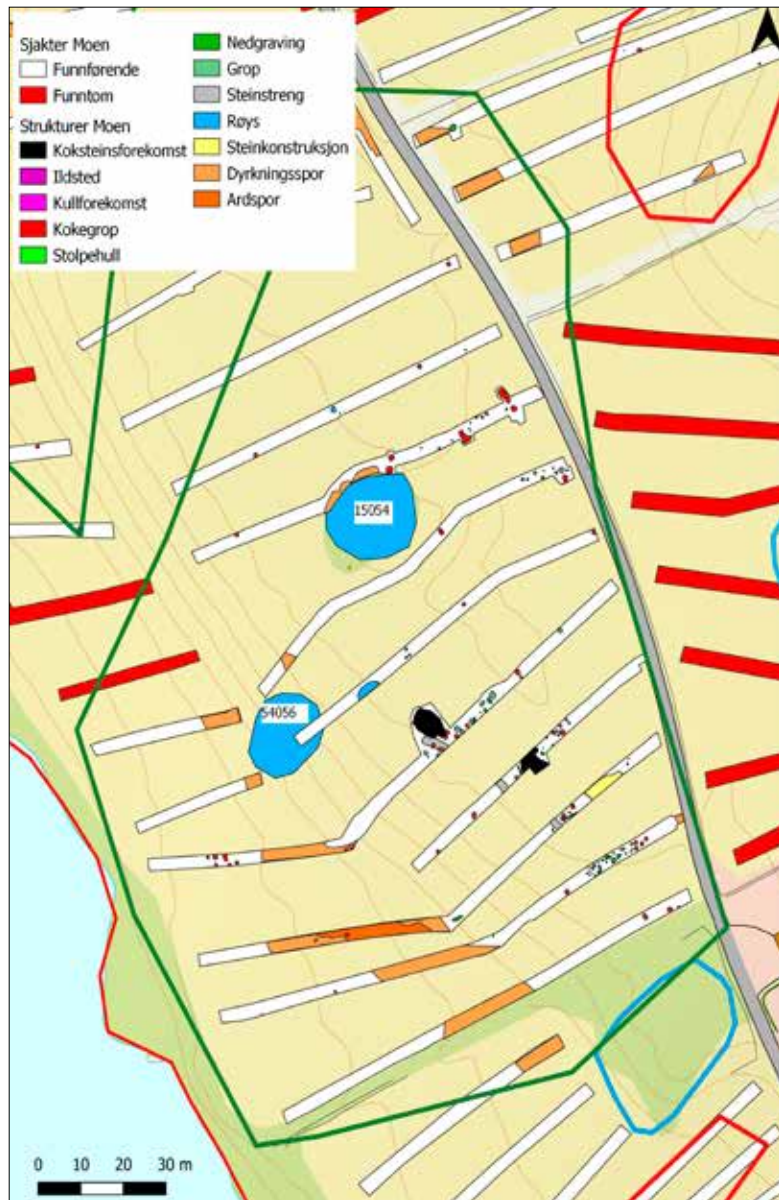 Sjakter Moen
Funnførende
Funntom
Strukturer Moen
Koksteinsforekomst
Ildsted
Kullforekomst
Kokegrop
Stolpehull
Nedgraving
Grop
Steinstreng
Røys
Steinkonstruksjon
Dyrkningsspor
Ardspor
15054
54056
0 10 20 30 m